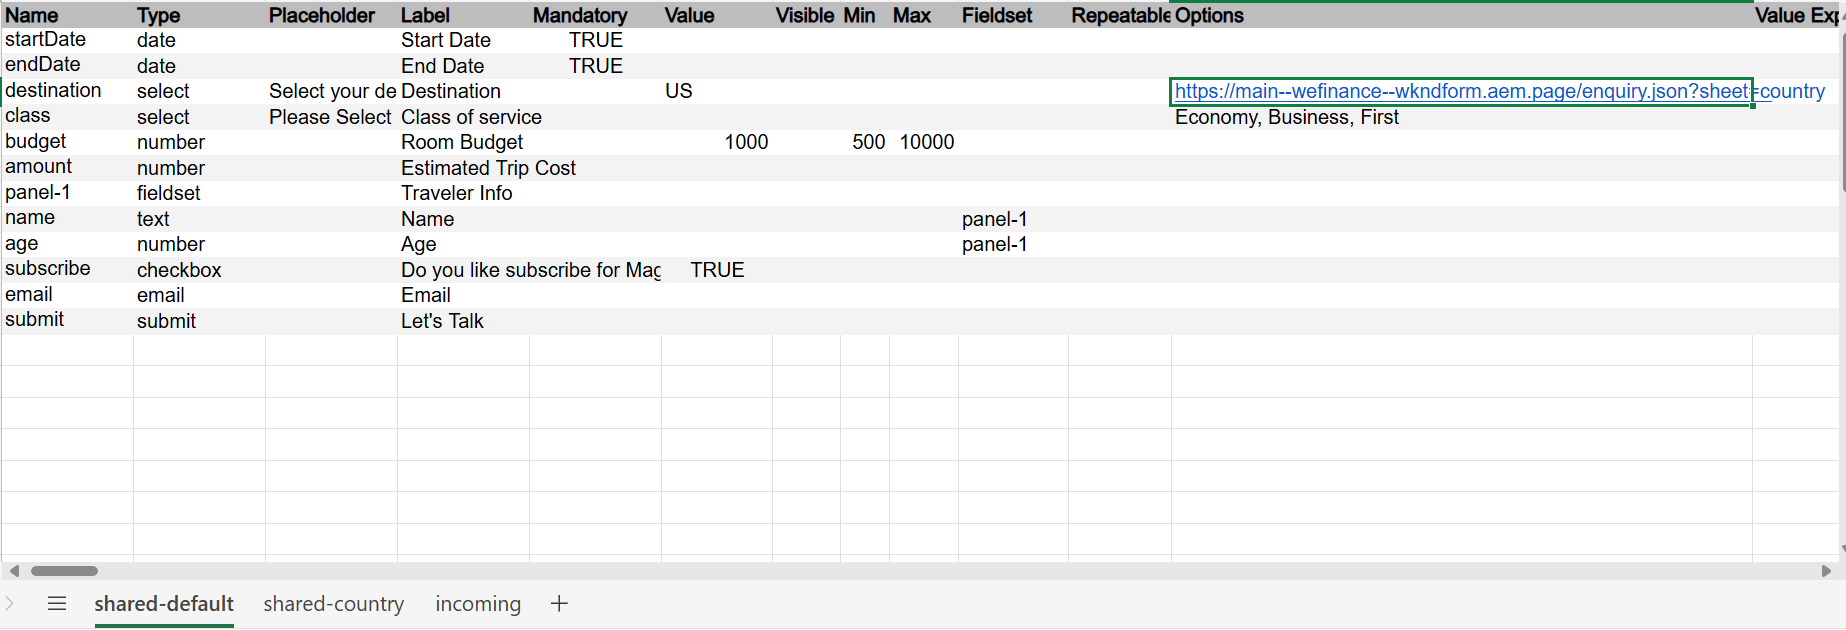 Name Type Placeholder Label Mandatory Value Visible Min Max Fieldset Repeatable Options Value Exp
startDate date Start Date TRUE
endDate date End Date TRUE
destination select Select your de Destination US https://main--wefinance--wkndform.aem.page/enquiry.json?sheet=country
class select Please Select Class of service Economy, Business, First
budget number Room Budget 1000 500 10000
amount number Estimated Trip Cost
panel-1 fieldset Traveler Info
name text Name panel-1
age number Age panel-1
subscribe checkbox Do you like subscribe for Mag TRUE
email email Email
submit submit Let's Talk
shared-default shared-country incoming